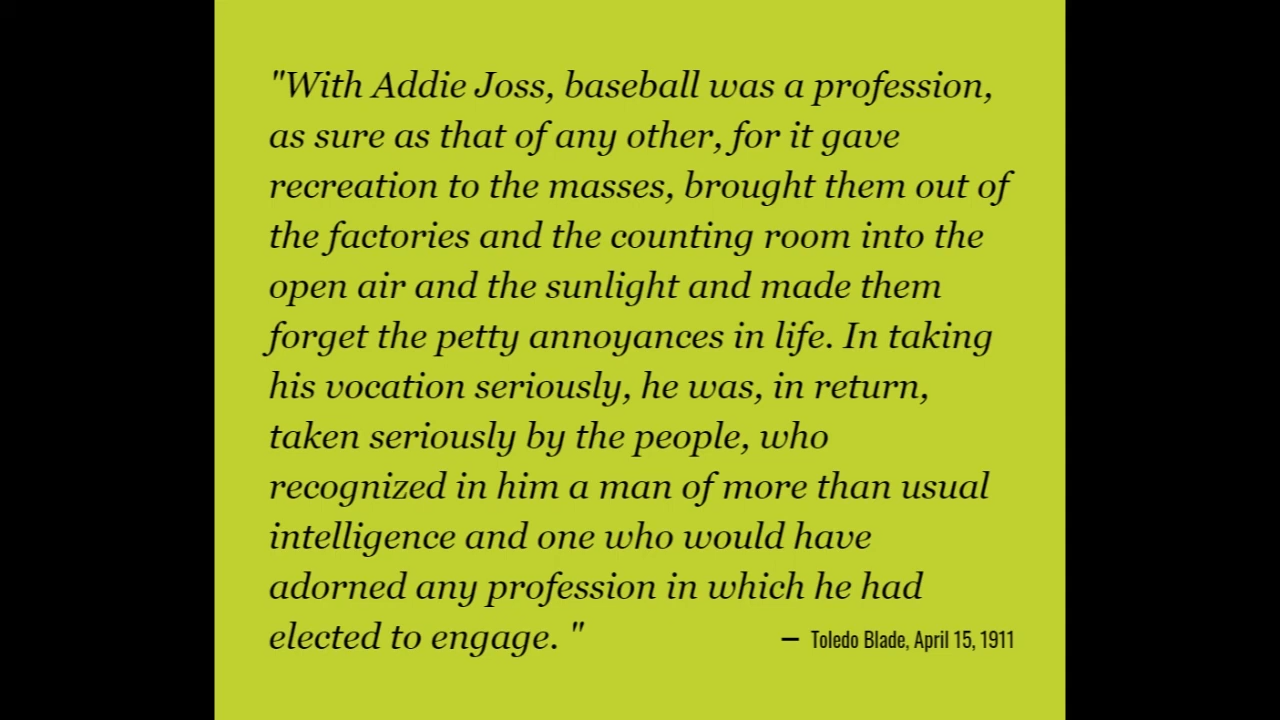 "With Addie Joss, baseball was a profession,
as sure as that of any other, for it gave
recreation to the masses, brought them out of
the factories and the counting room into the
open air and the sunlight and made them
forget the petty annoyances in life. In taking
his vocation seriously, he was, in return,
taken seriously by the people, who
recognized in him a man of more than usual
intelligence and one who would have
adorned any profession in which he had
elected to engage. "
— Toledo Blade, April 15, 1911